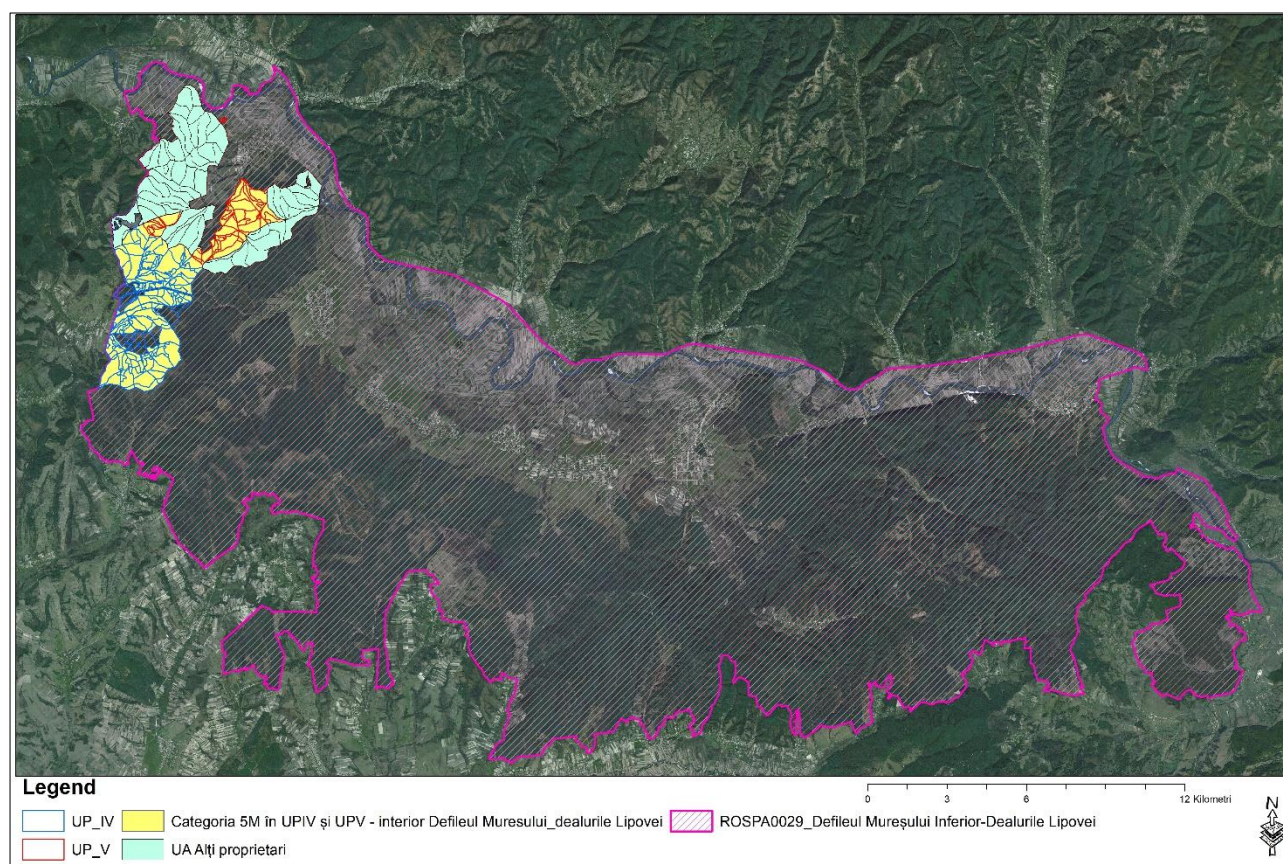 Legend
UP_IV
Categoria 5M în UPIV și UPV - interior Defileul Muresului_dealurile Lipovei
ROSPA0029_Defileul Mureșului Inferior-Dealurile Lipovei
UP_V
UA Alți proprietari
0 3 6 12 Kilometri
N